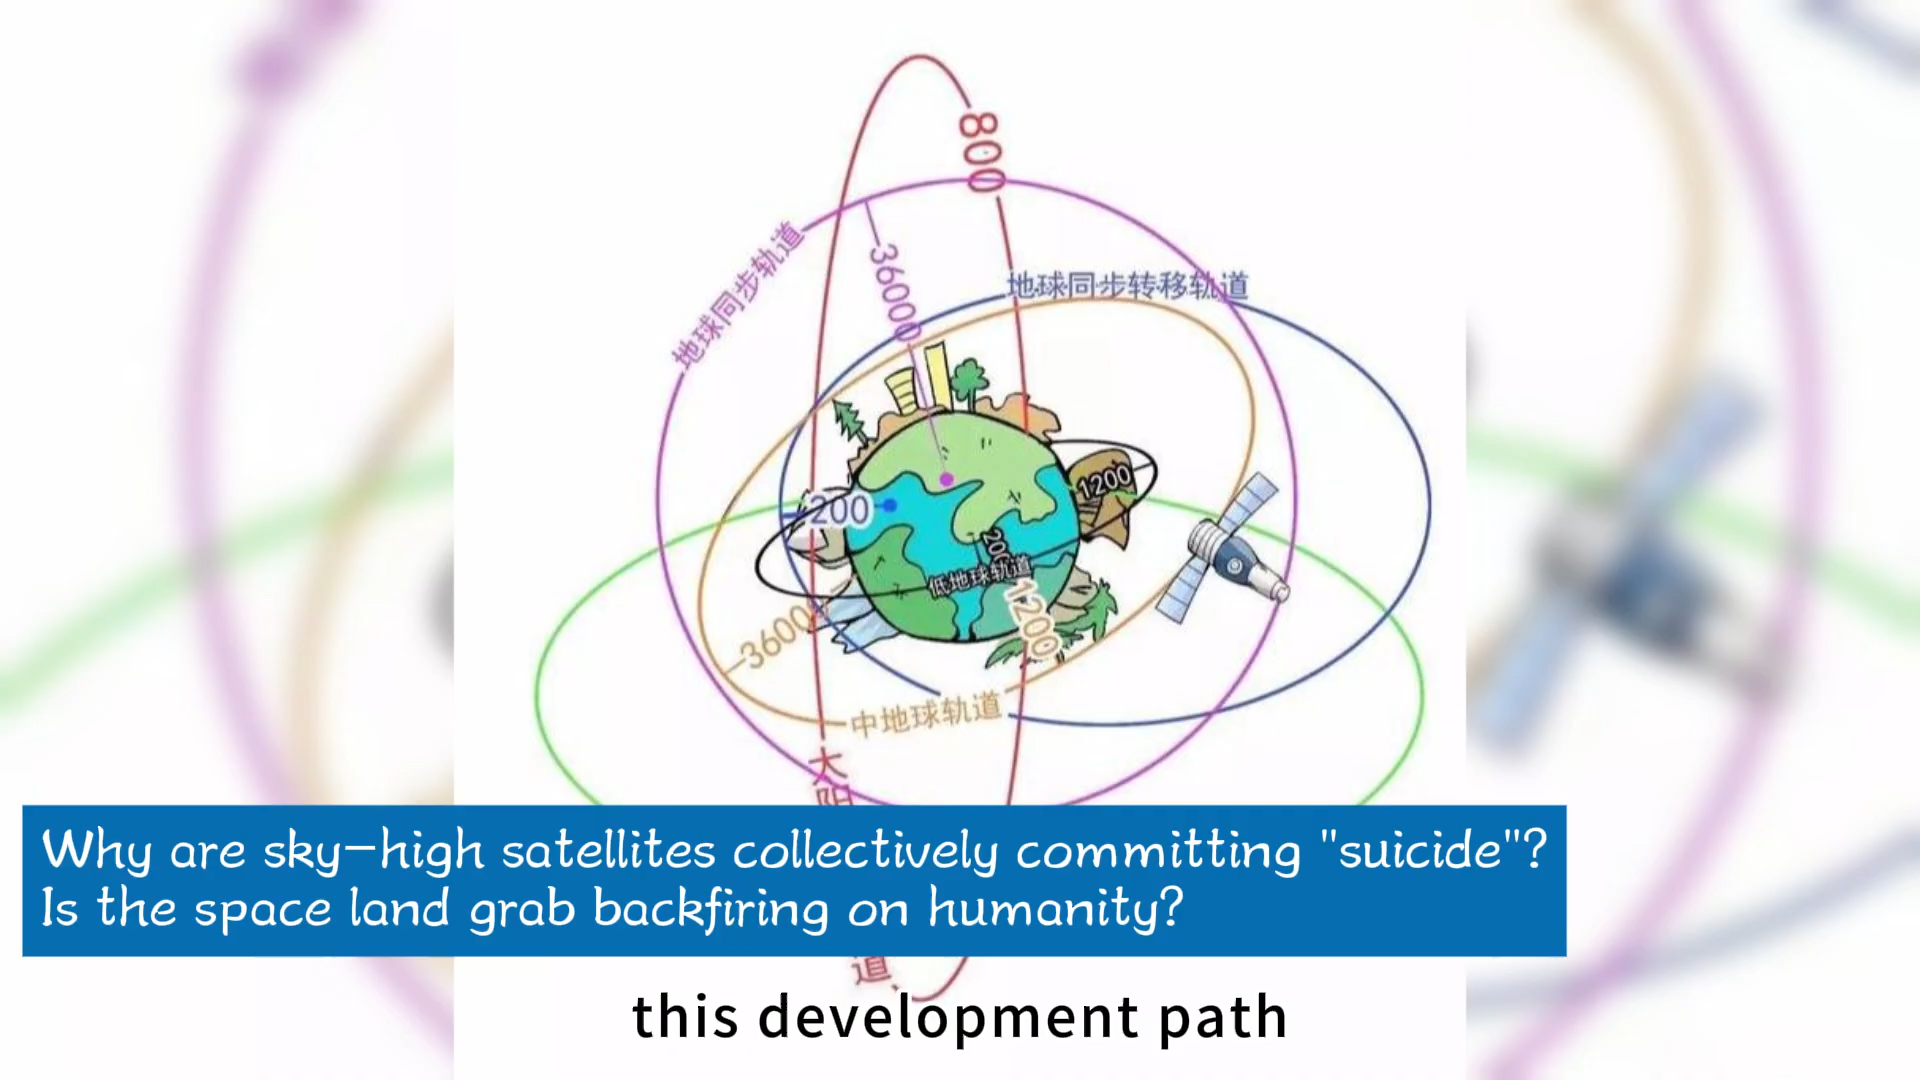 800
地球同步轨道
36000
地球同步转移轨道
1200
200
低地球轨道
1200
36000
中地球轨道
Why are sky-high satellites collectively committing "suicide"?
Is the space land grab backfiring on humanity?
道
this development path